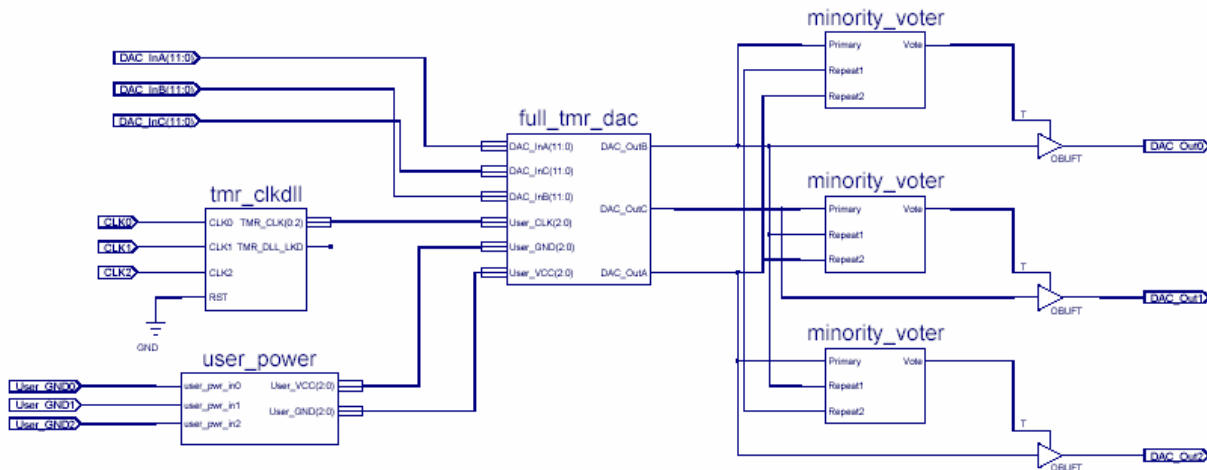 minority_voter
Primary Vote
Repeat1
Repeat2
T
OBUFT
DAC_Out0
DAC_InA(11:0)
DAC_InB(11:0)
DAC_InC(11:0)
full_tmr_dac
DAC_InA(11:0) DAC_OutB
DAC_InC(11:0)
DAC_InB(11:0)
DAC_OutC
User_CLK(2:0)
User_GND(2:0)
User_VCC(2:0) DAC_OutA
tmr_clkdll
CLK0 CLK0 TMR_CLK(0:2)
CLK1 CLK1 TMR_DLL_LKD
CLK2 CLK2
RST
GND
minority_voter
Primary Vote
Repeat1
Repeat2
T
OBUFT
DAC_Out1
user_power
User_GND0 user_pwr_in0 User_VCC(2:0)
User_GND1 user_pwr_in1 User_GND(2:0)
User_GND2 user_pwr_in2
minority_voter
Primary Vote
Repeat1
Repeat2
T
OBUFT
DAC_Out2